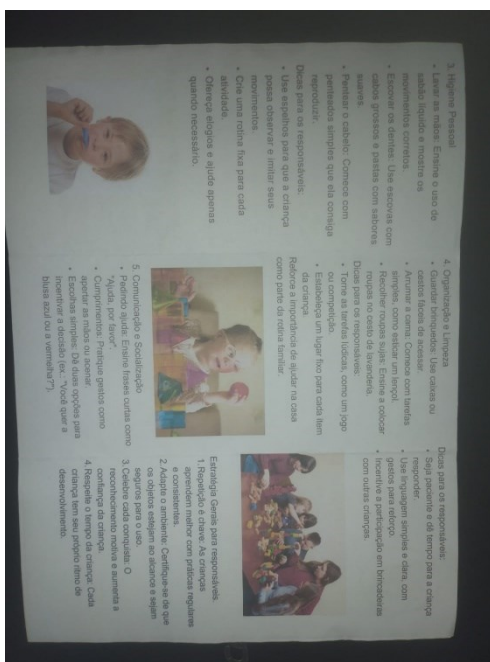 3. Higiene Pessoal
• Lavar as mãos: Ensine o uso de
sabão líquido e mostre os
movimentos corretos.
• Escovar os dentes: Use escovas com
cabos grossos e pastas com sabores
suaves.
• Pentear o cabelo: Comece com
penteados simples que ela consiga
reproduzir.
Dicas para os responsáveis:
• Use espelhos para que a criança
possa observar e imitar seus
movimentos.
• Crie uma rotina fixa para cada
atividade.
• Ofereça elogios e ajude apenas
quando necessário.
4. Organização e Limpeza
• Guardar brinquedos: Use caixas ou
cestos fáceis de acessar.
• Arrumar a cama: Comece com tarefas
simples, como esticar um lençol.
• Recolher roupas sujas: Ensine a colocar
roupas no cesto de lavanderia.
Dicas para os responsáveis:
• Torne as tarefas lúdicas, como um jogo
ou competição.
• Estabeleça um lugar fixo para cada item
da criança.
Reforce a importância de ajudar na casa
como parte da rotina familiar.
5. Comunicação e Socialização
• Pedindo ajuda: Ensine frases curtas como
"Ajuda, por favor".
• Cumprimentos: Pratique gestos como
apertar as mãos ou acenar.
• Escolhas simples: Dê duas opções para
incentivar a decisão (ex.: "Você quer a
blusa azul ou a vermelha?").
Dicas para os responsáveis:
• Seja paciente e dê tempo para a criança
responder.
• Use linguagem simples e clara, com
gestos para reforço.
• Incentive a participação em brincadeiras
com outras crianças.
Estratégia Gerais para responsáveis
1. Repetição é chave: As crianças
aprendem melhor com práticas regulares
e consistentes.
2. Adapte o ambiente: Certifique-se de que
os objetos estejam ao alcance e sejam
seguros para o uso.
3. Celebre cada conquista: O
reconhecimento motiva e aumenta a
confiança da criança.
4. Respeite o tempo da criança: Cada
criança tem seu próprio ritmo de
desenvolvimento.